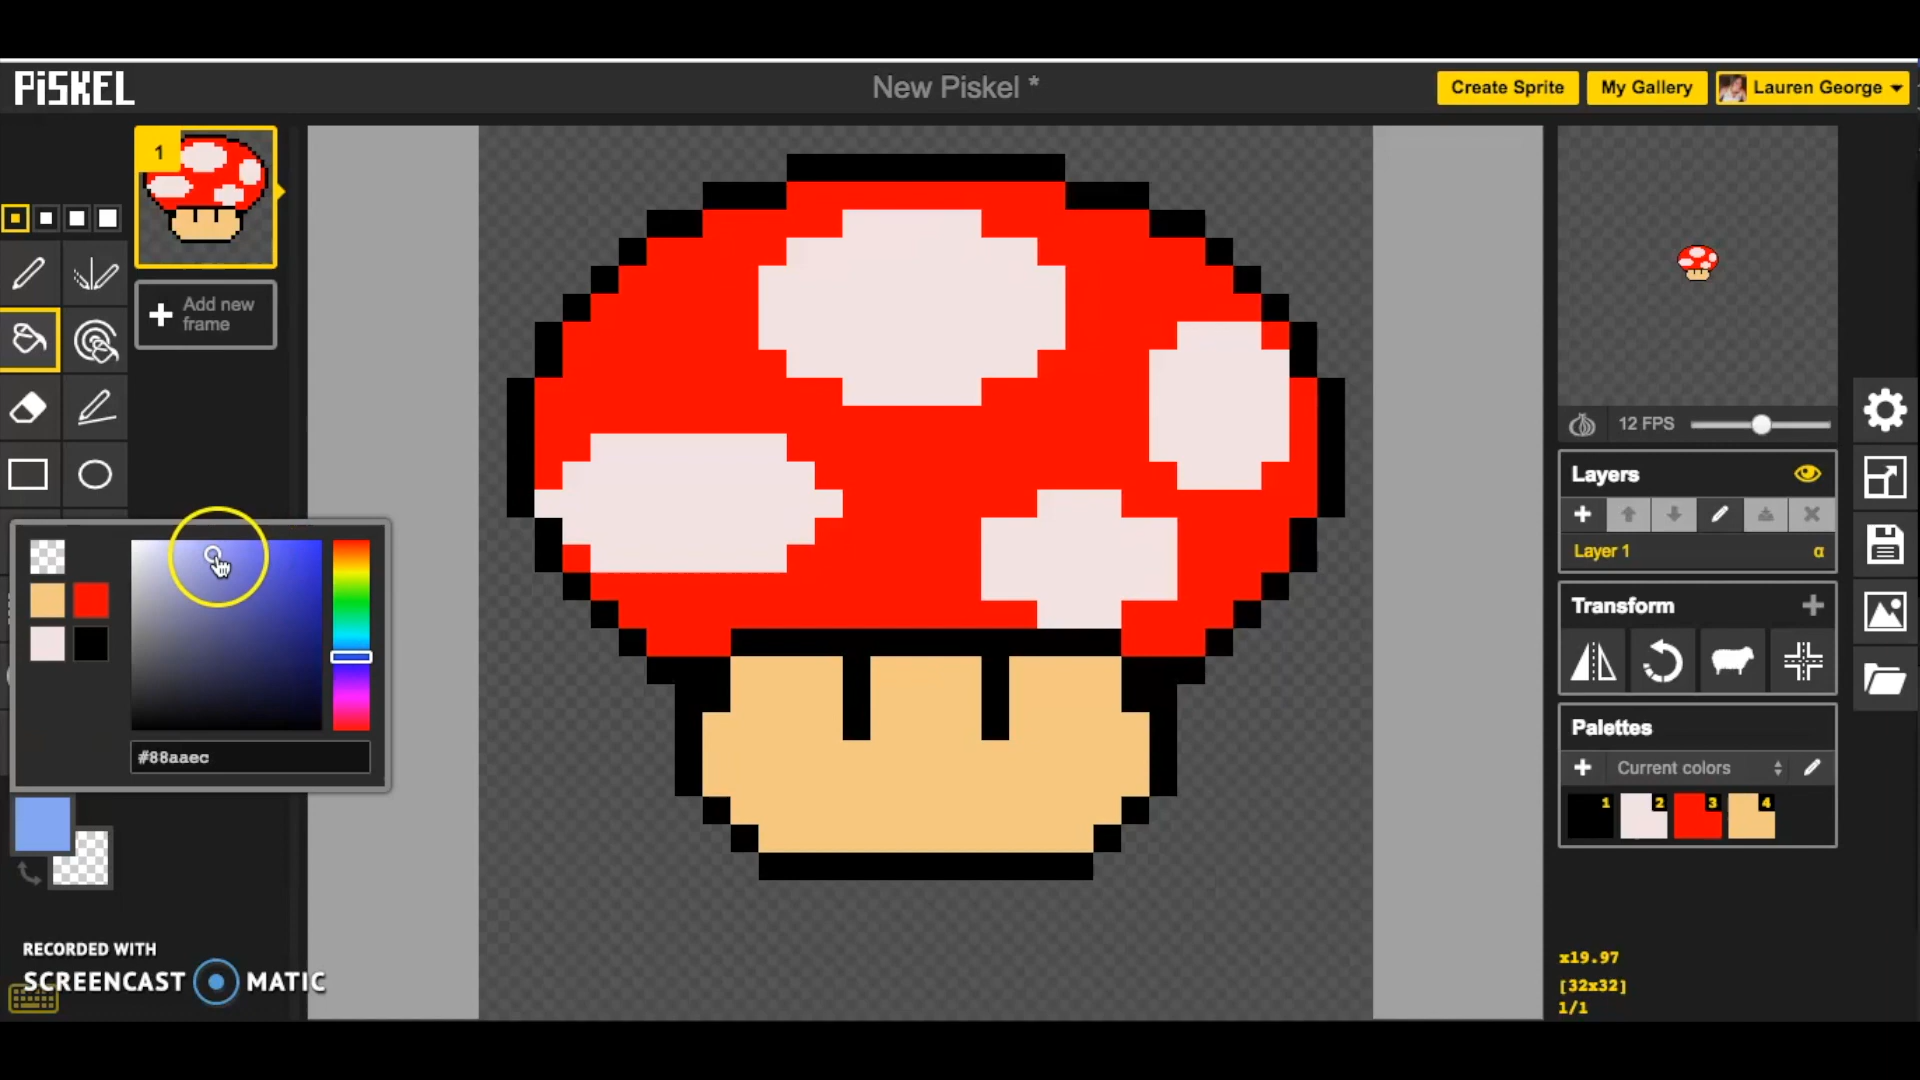 PiSKEL
New Piskel *
Create Sprite
My Gallery
Lauren George
1
Add new
frame
12 FPS
Layers
Layer 1
α
Transform
Palettes
Current colors
1
2
3
4
#88aaec
RECORDED WITH
SCREENCAST MATIC
x19.97
[32x32]
1/1